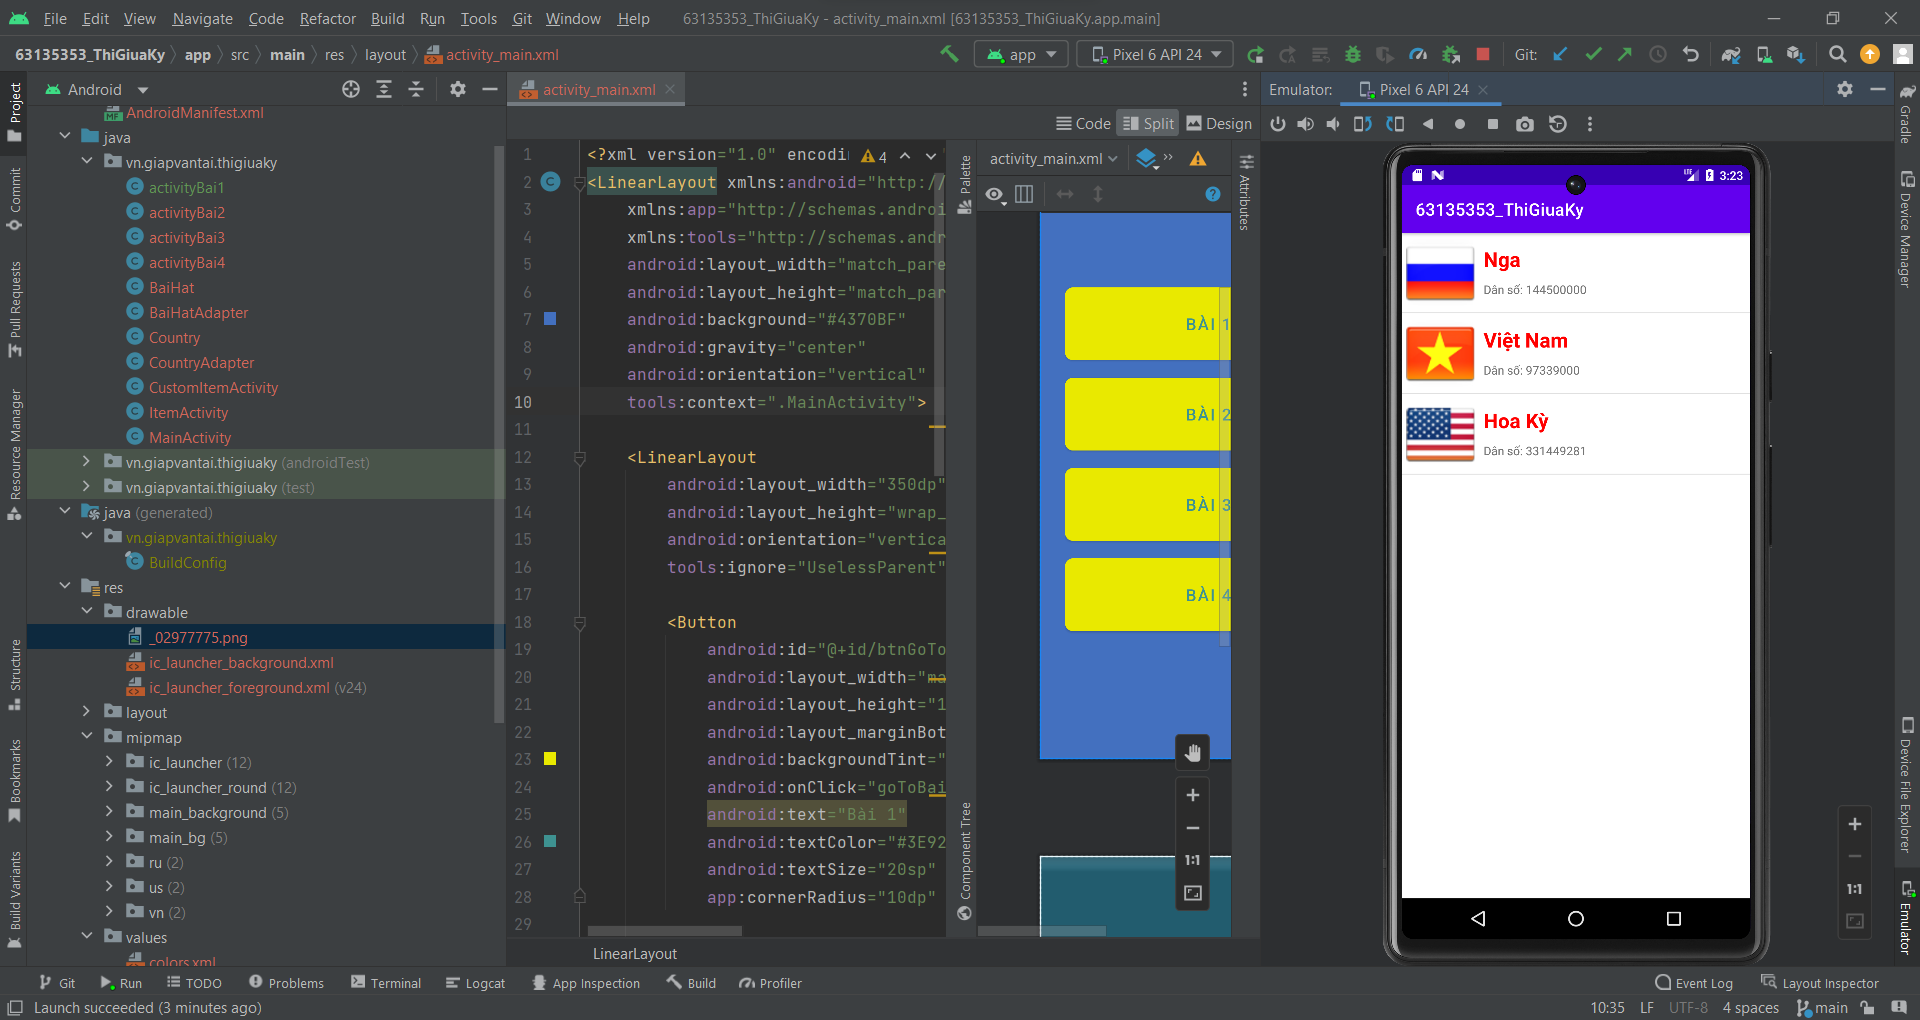 File Edit View Navigate Code Refactor Build Run Tools Git Window Help 63135353_ThiGiuaKy - activity_main.xml [63135353_ThiGiuaKy.app.main]
63135353_ThiGiuaKy app src main res layout activity_main.xml
app Pixel 6 API 24 Git:
Android
activity_main.xml
Emulator: Pixel 6 API 24
Code Split Design
Project
Commit
Pull Requests
Resource Manager
Structure
Bookmarks
Build Variants
AndroidManifest.xml
java
vn.giapvantai.thigiuaky
activityBai1
activityBai2
activityBai3
activityBai4
BaiHat
BaiHatAdapter
Country
CountryAdapter
CustomItemActivity
ItemActivity
MainActivity
vn.giapvantai.thigiuaky (androidTest)
vn.giapvantai.thigiuaky (test)
java (generated)
vn.giapvantai.thigiuaky
BuildConfig
res
drawable
_02977775.png
ic_launcher_background.xml
ic_launcher_foreground.xml (v24)
layout
mipmap
ic_launcher (12)
ic_launcher_round (12)
main_background (5)
main_bg (5)
ru (2)
us (2)
vn (2)
values
colors.xml
1 <?xml version="1.0" encodi 4
2 <LinearLayout xmlns:android="http:/
3 xmlns:app="http://schemas.androi
4 xmlns:tools="http://schemas.andr
5 android:layout_width="match_pare
6 android:layout_height="match_par
7 android:background="#4370BF"
8 android:gravity="center"
9 android:orientation="vertical"
10 tools:context=".MainActivity">
11
12 <LinearLayout
13 android:layout_width="350dp"
14 android:layout_height="wrap_
15 android:orientation="vertica
16 tools:ignore="UselessParent"
17
18 <Button
19 android:id="@+id/btnGoTo
20 android:layout_width="ma
21 android:layout_height="1
22 android:layout_marginBot
23 android:backgroundTint="
24 android:onClick="goToBai
25 android:text="Bài 1"
26 android:textColor="#3E92
27 android:textSize="20sp"
28 app:cornerRadius="10dp"
29
LinearLayout
Palette
Component Tree
activity_main.xml
Attributes
BÀI 1
BÀI 2
BÀI 3
BÀI 4
1:1
LTE 3:23
63135353_ThiGiuaKy
Nga
Dân số: 144500000
Việt Nam
Dân số: 97339000
Hoa Kỳ
Dân số: 331449281
1:1
Gradle
Device Manager
Device File Explorer
Emulator
Git Run TODO Problems Terminal Logcat App Inspection Build Profiler Event Log Layout Inspector
Launch succeeded (3 minutes ago) 10:35 LF UTF-8 4 spaces main